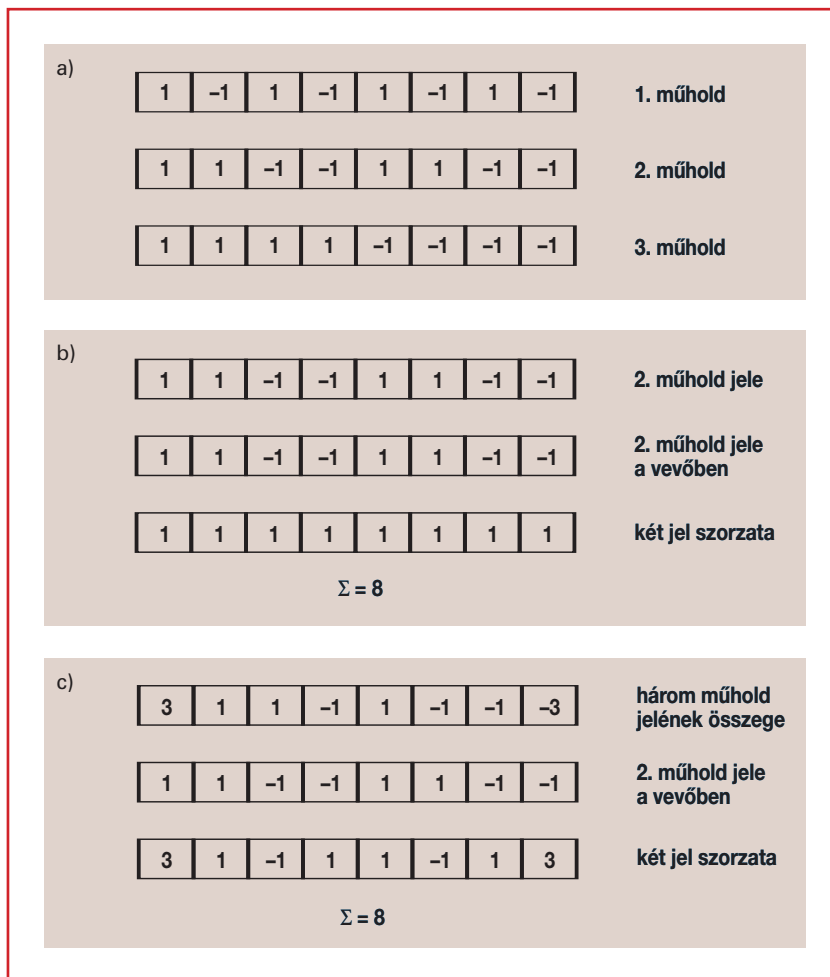 a)
1 –1 1 –1 1 –1 1 –1 1. műhold
1 1 –1 –1 1 1 –1 –1 2. műhold
1 1 1 1 –1 –1 –1 –1 3. műhold
b)
1 1 –1 –1 1 1 –1 –1 2. műhold jele
1 1 –1 –1 1 1 –1 –1 2. műhold jele
a vevőben
1 1 1 1 1 1 1 1 két jel szorzata
Σ = 8
c)
3 1 1 –1 1 –1 –1 –3 három műhold
jelének összege
1 1 –1 –1 1 1 –1 –1 2. műhold jele
a vevőben
3 1 –1 1 1 –1 1 3 két jel szorzata
Σ = 8